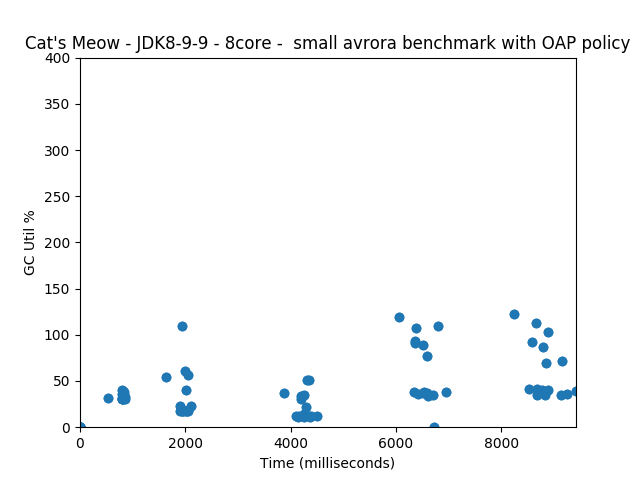 Cat's Meow - JDK8-9-9 - 8core -  small avrora benchmark with OAP policy
400
350
300
250
200
150
100
50
0
GC Util %
0 2000 4000 6000 8000
Time (milliseconds)